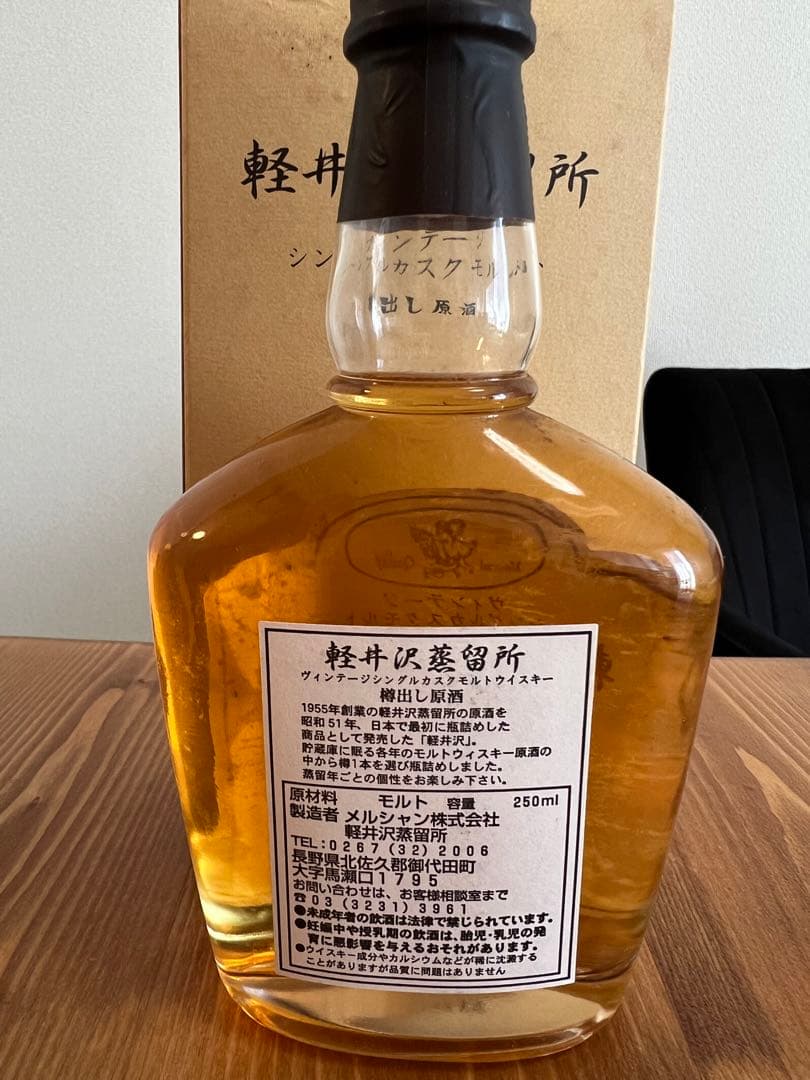 軽井 所
シン カスクモル
出し原酒
軽井沢蒸留所
ヴィンテージシングルカスクモルトウイスキー
樽出し原酒
1955年創業の軽井沢蒸留所の原酒を
昭和51年、日本で最初に瓶詰めした
商品として発売した「軽井沢」。
貯蔵庫に眠る各年のモルトウィスキー原酒の
中から樽1本を選び瓶詰めしました。
蒸留年ごとの個性をお楽しみ下さい。
原材料 モルト 容量 250ml
製造者 メルシャン株式会社
軽井沢蒸留所
TEL:0267(32)2006
長野県北佐久郡御代田町
大字馬瀬口1795
お問い合わせは、お客様相談室まで
☎03(3231)3961
●未成年者の飲酒は法律で禁じられています。
●妊娠中や授乳期の飲酒は、胎児・乳児の発
育に悪影響を与えるおそれがあります。
●ウイスキー成分やカルシウムなどが稀に沈澱する
ことがありますが品質に問題はありません